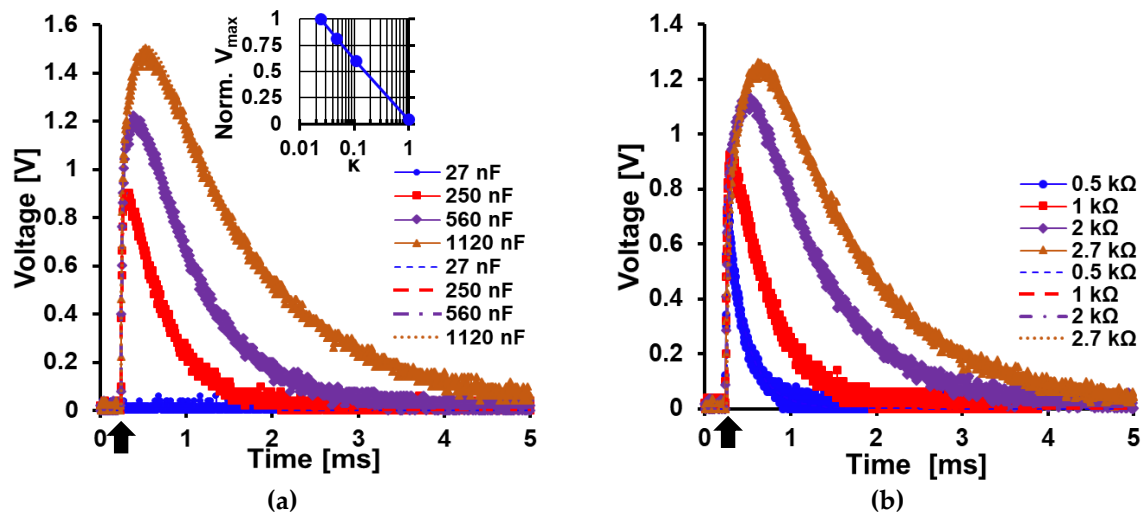 1.6
1.4
1.2
1.0
0.8
0.6
0.4
0.2
0
0 1 2 3 4 5
Voltage [V]
Time [ms]
Norm. Vmax
1
0.75
0.5
0.25
0
0.01 0.1 1
κ
27 nF
250 nF
560 nF
1120 nF
27 nF
250 nF
560 nF
1120 nF
(a)
1.4
1.2
1.0
0.8
0.6
0.4
0.2
0
0 1 2 3 4 5
Voltage [V]
Time [ms]
0.5 kΩ
1 kΩ
2 kΩ
2.7 kΩ
0.5 kΩ
1 kΩ
2 kΩ
2.7 kΩ
(b)